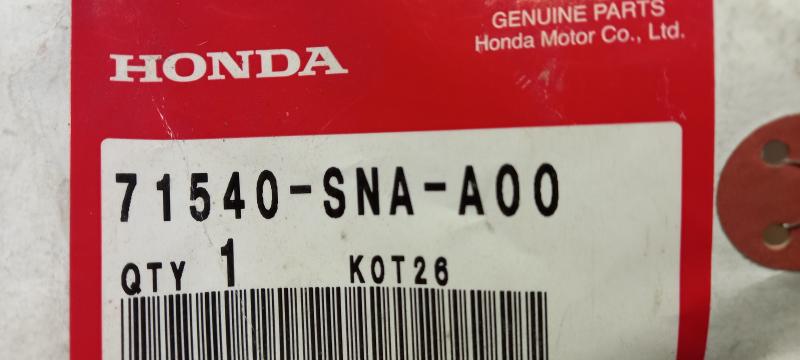 GENUINE PARTS
Honda Motor Co., Ltd.
HONDA
71540-SNA-A00
QTY 1 K0T26